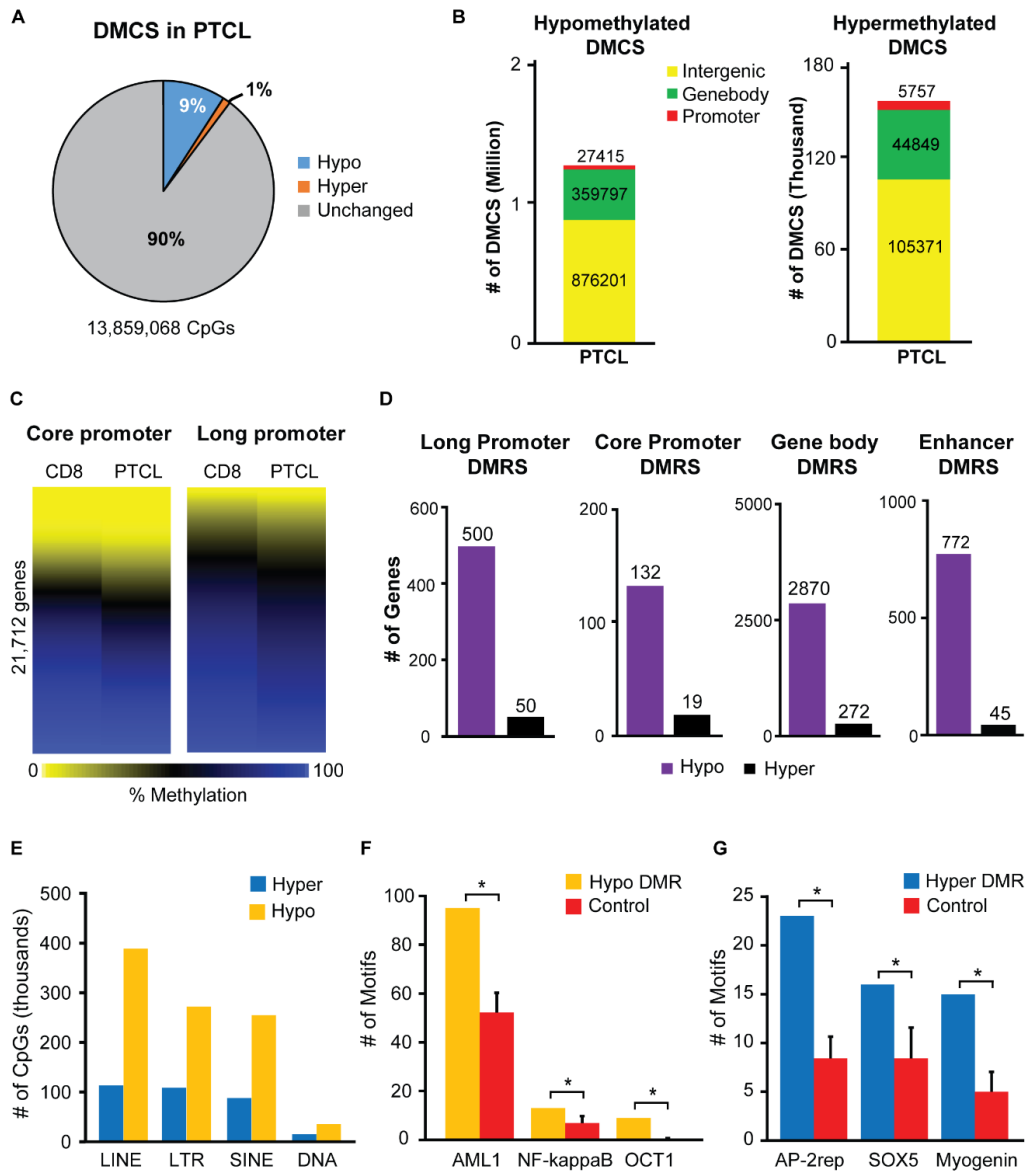 A
DMCS in PTCL
9%
1%
90%
Hypo
Hyper
Unchanged
13,859,068 CpGs
B
Hypomethylated
DMCS
# of DMCS (Million)
2
1
0
27415
359797
876201
PTCL
Intergenic
Genebody
Promoter
Hypermethylated
DMCS
# of DMCS (Thousand)
180
120
60
0
5757
44849
105371
PTCL
C
Core promoter
Long promoter
CD8 PTCL
CD8 PTCL
21,712 genes
0 100
% Methylation
D
Long Promoter
DMRS
# of Genes
600
400
200
0
500
50
Core Promoter
DMRS
200
100
0
132
19
Gene body
DMRS
5000
2500
0
2870
272
Enhancer
DMRS
1000
500
0
772
45
Hypo Hyper
E
# of CpGs (thousands)
500
400
300
200
100
0
Hyper
Hypo
LINE LTR SINE DNA
F
# of Motifs
100
80
60
40
20
0
Hypo DMR
Control
*
*
*
AML1 NF-kappaB OCT1
G
# of Motifs
25
20
15
10
5
0
Hyper DMR
Control
*
*
*
AP-2rep SOX5 Myogenin